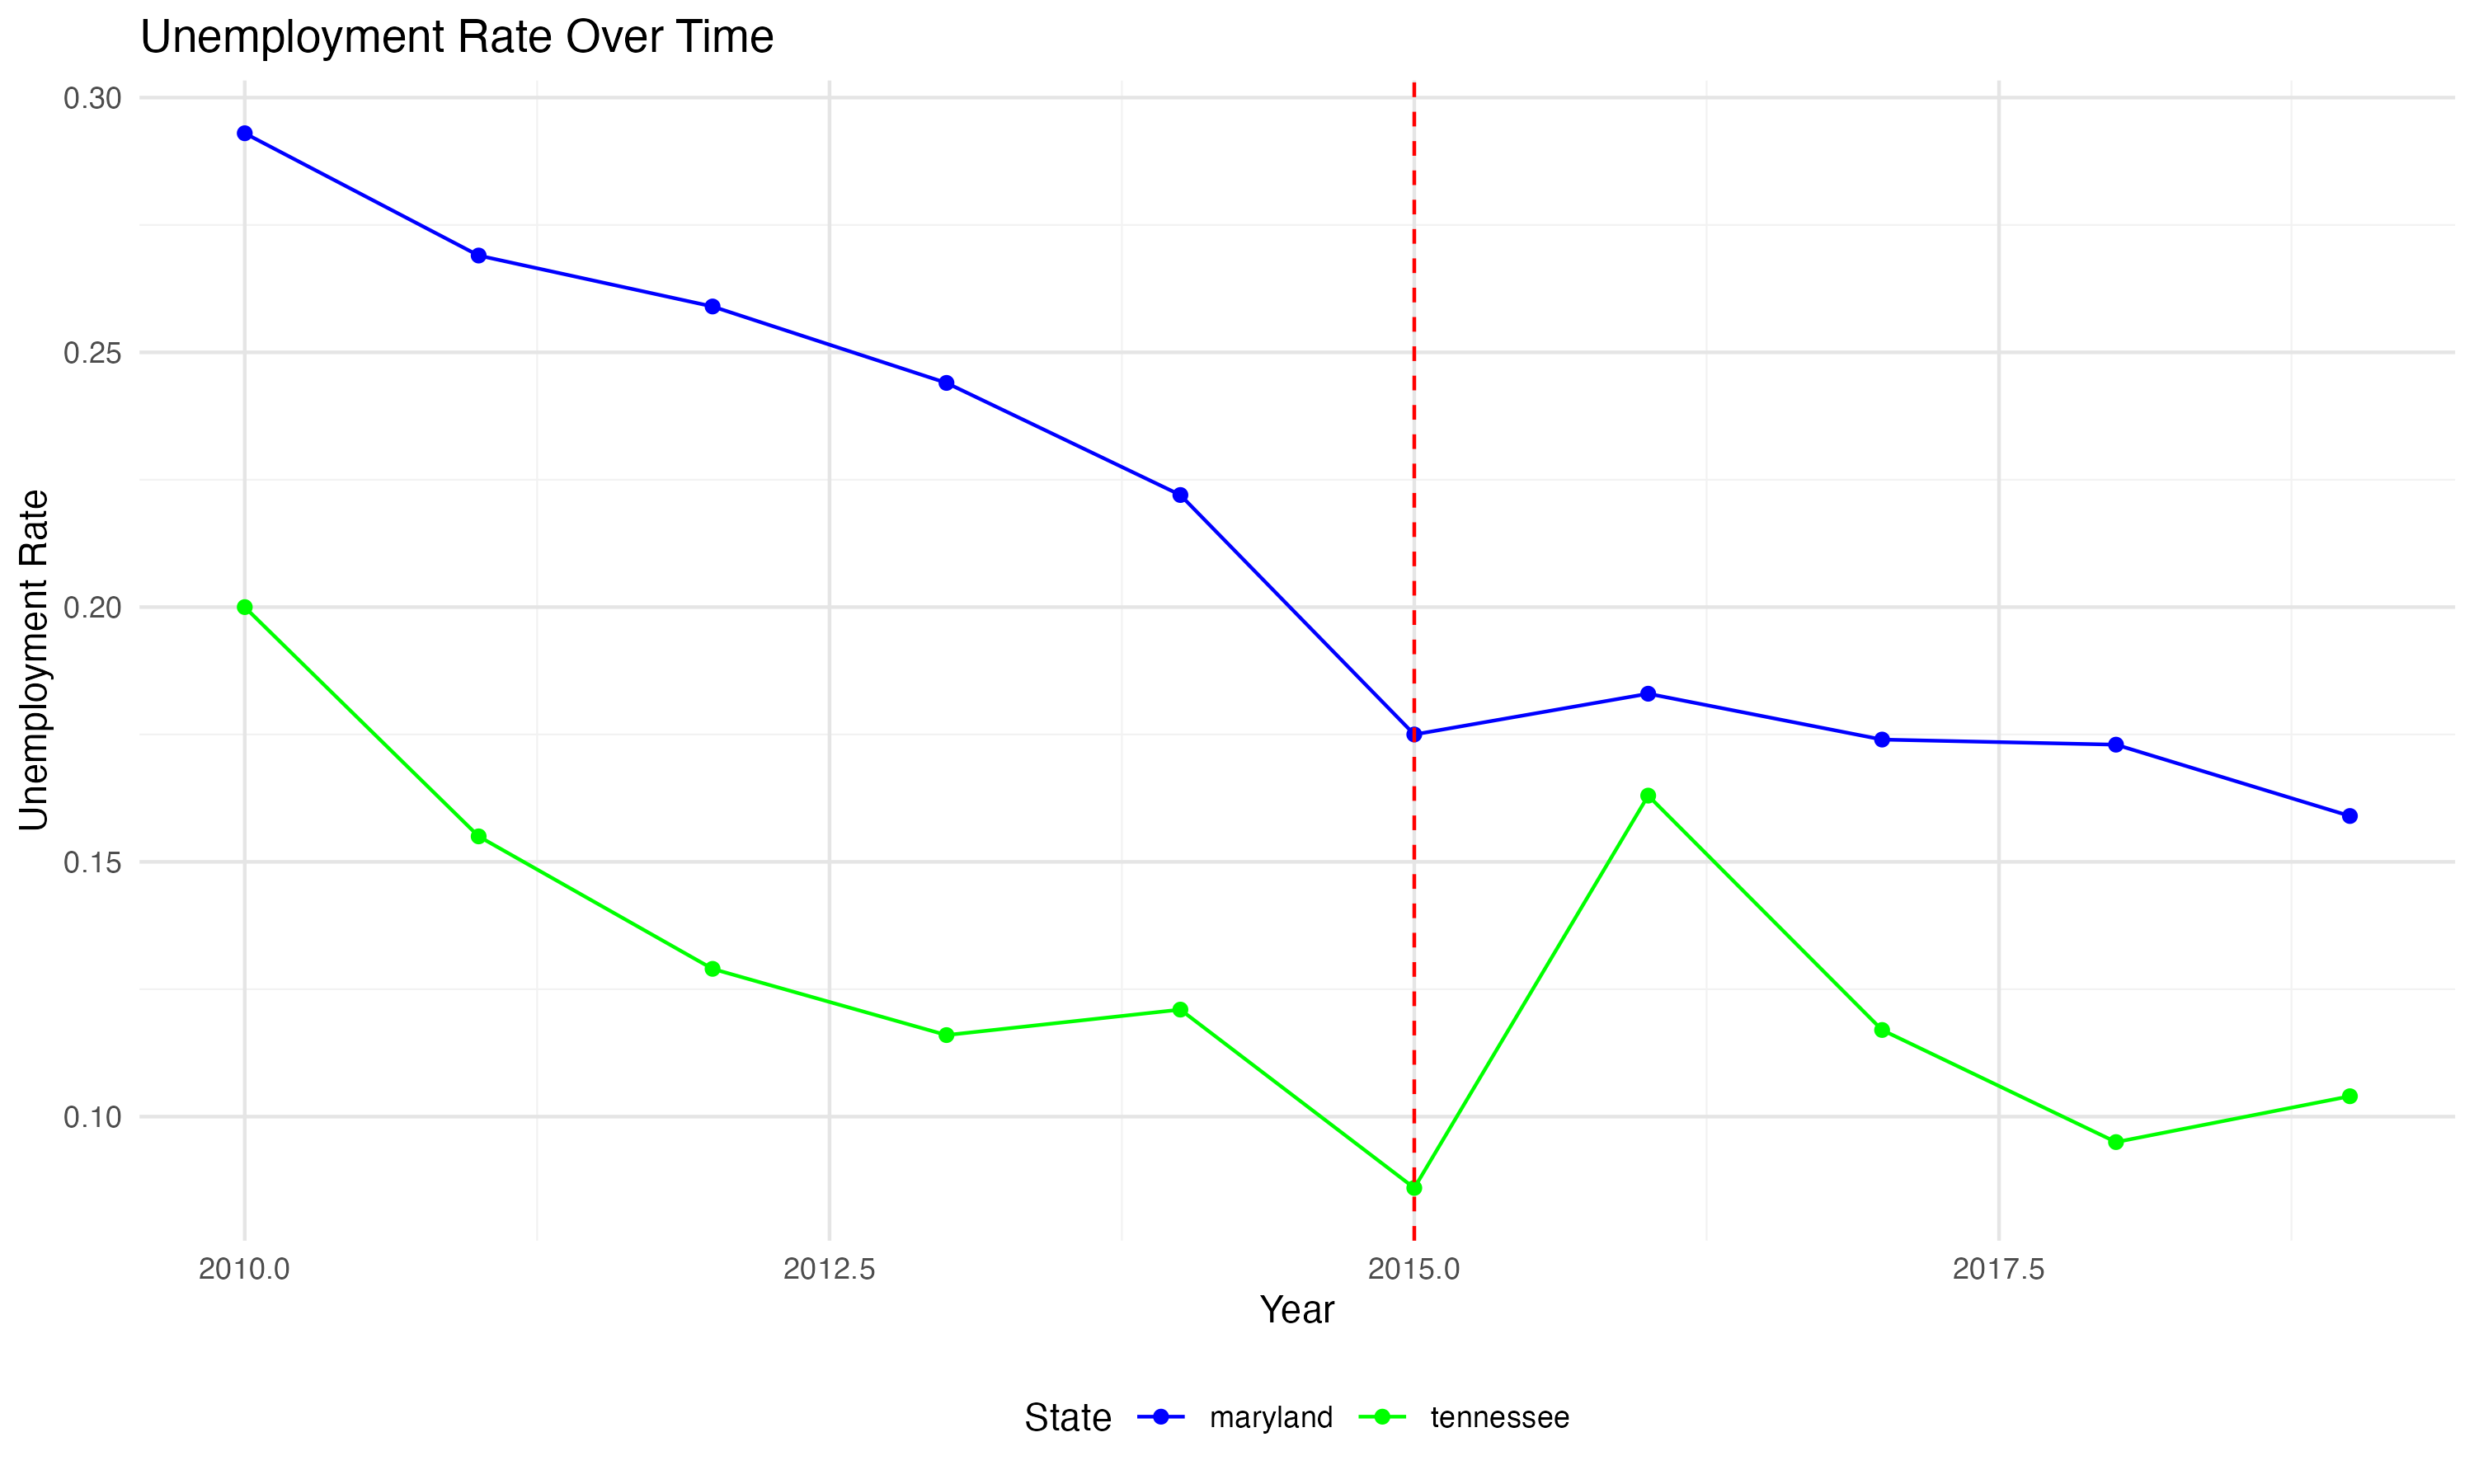 Unemployment Rate Over Time
0.30
0.25
0.20
0.15
0.10
Unemployment Rate
2010.0 2012.5 2015.0 2017.5
Year
State maryland tennessee